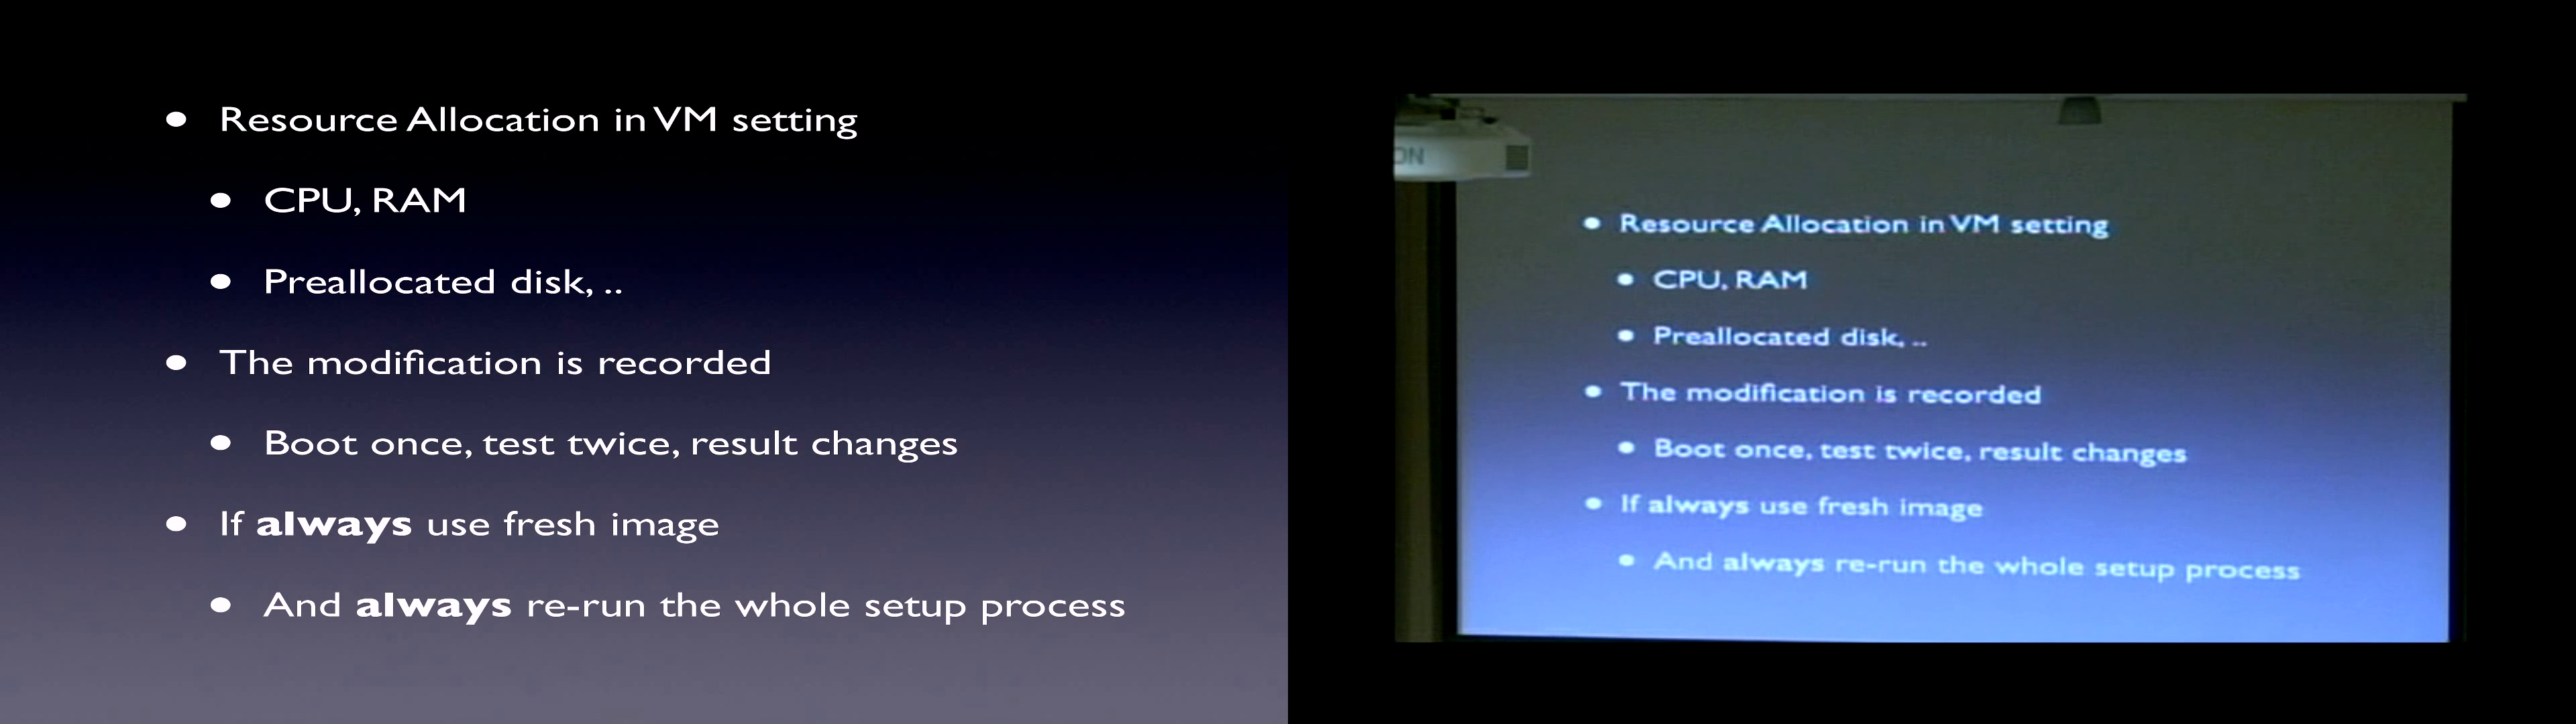 • Resource Allocation in VM setting
• CPU, RAM
• Preallocated disk, ..
• The modification is recorded
• Boot once, test twice, result changes
• If always use fresh image
• And always re-run the whole setup process
ON
• Resource Allocation in VM setting
• CPU, RAM
• Preallocated disk, ..
• The modification is recorded
• Boot once, test twice, result changes
• If always use fresh image
• And always re-run the whole setup process